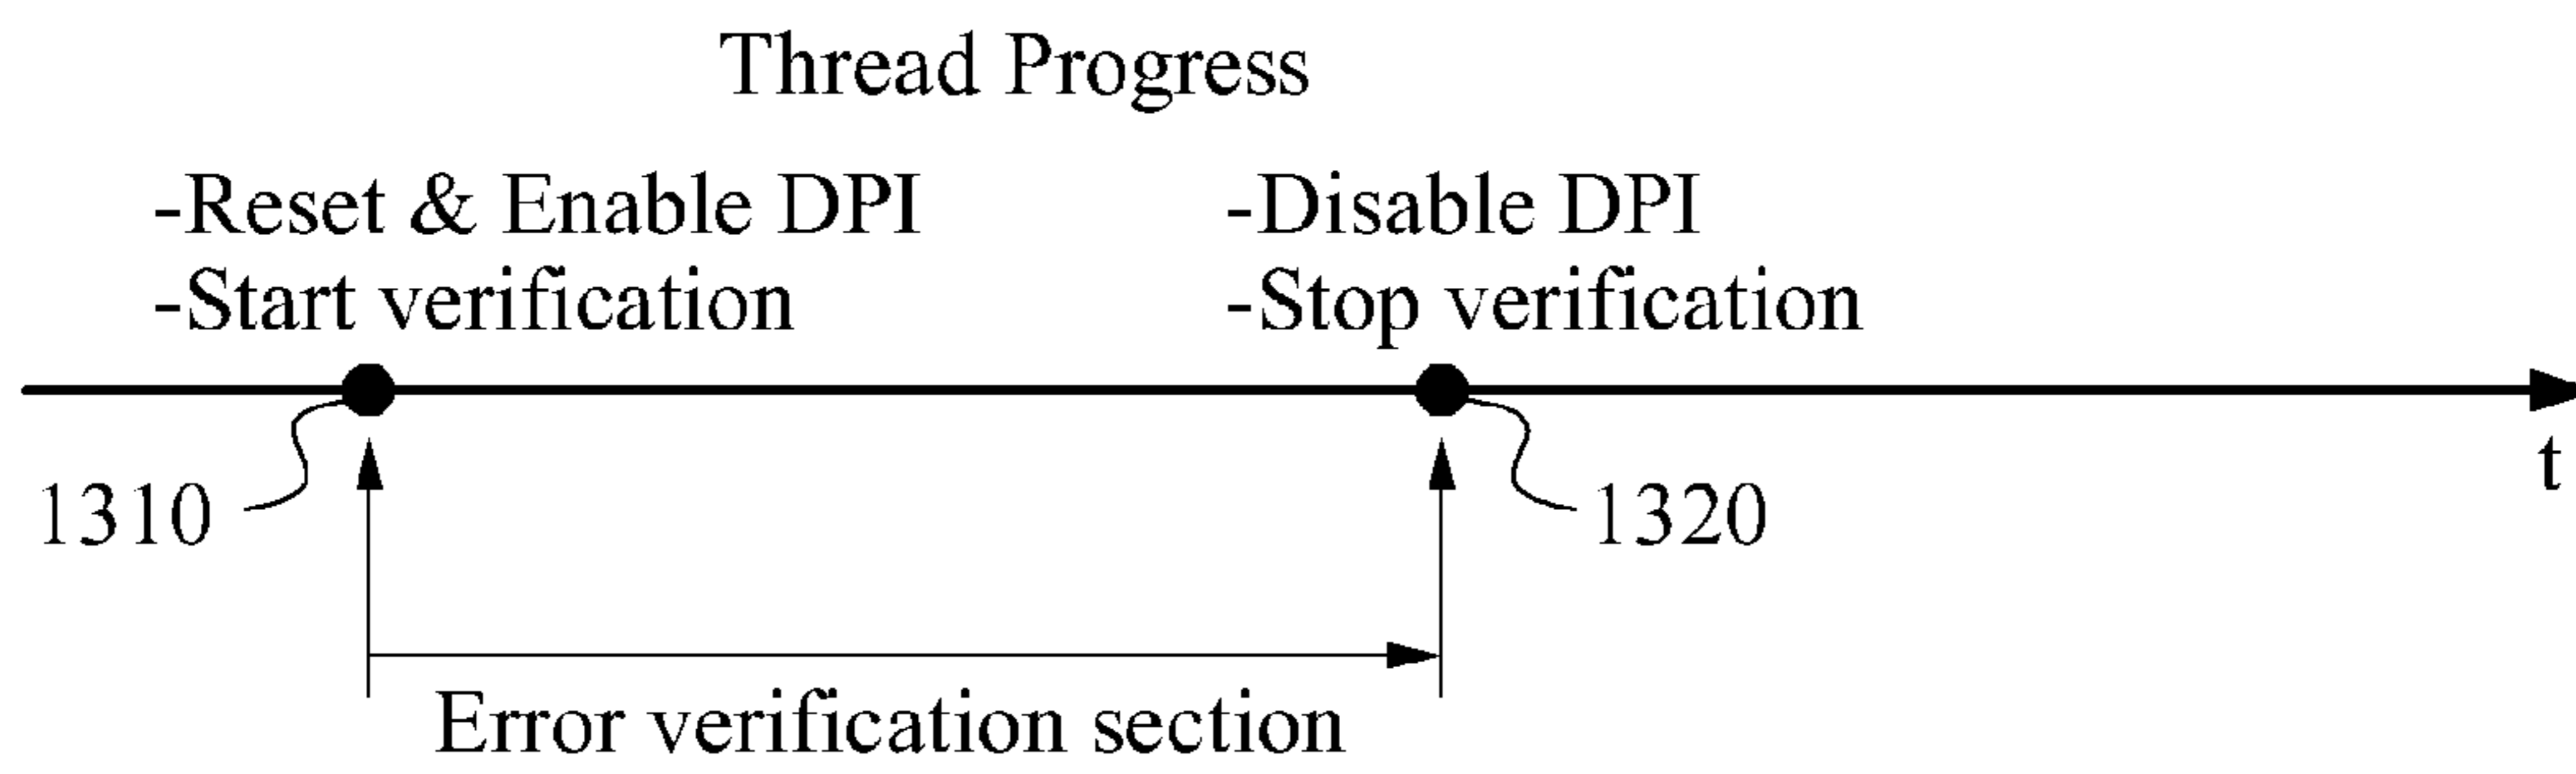 Thread Progress
-Reset & Enable DPI
-Start verification
-Disable DPI
-Stop verification
t
1310
1320
Error verification section